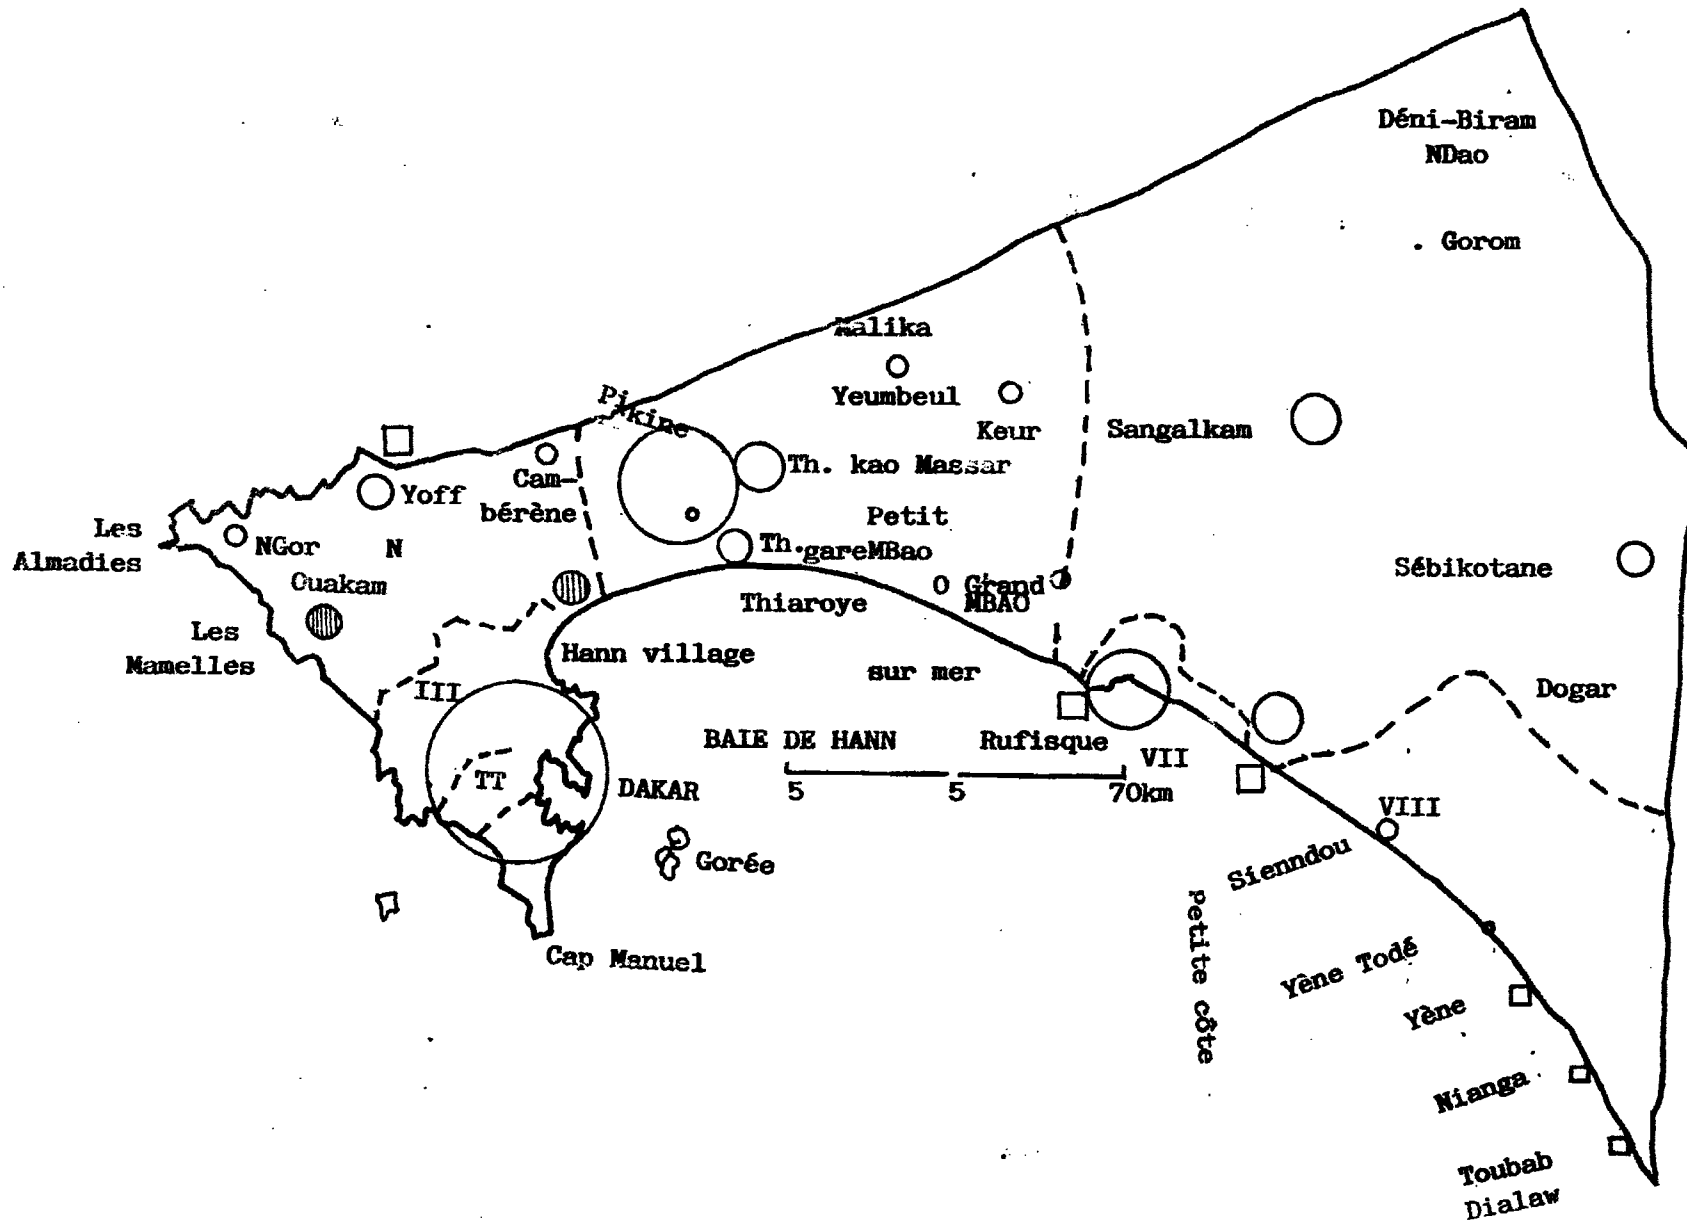 Déni-Biram
NDao
Gorom
Malika
Yeumbeul
Keur
Sangalkam
Pikine
Th. kao Massar
Cam-
bérène
Yoff
Petit
Th.gareMBao
Les
Almadies
NGor
N
Ouakam
Grand
MBAO
Sébikotane
Thiaroye
Les
Mamelles
Hann village
sur mer
III
Dogar
BAIE DE HANN
Rufisque
VII
TT
DAKAR
5
5
70km
VIII
Gorée
Sienndou
Petite côte
Cap Manuel
Yêne Todé
Yène
Nianga
Toubab
Dialaw